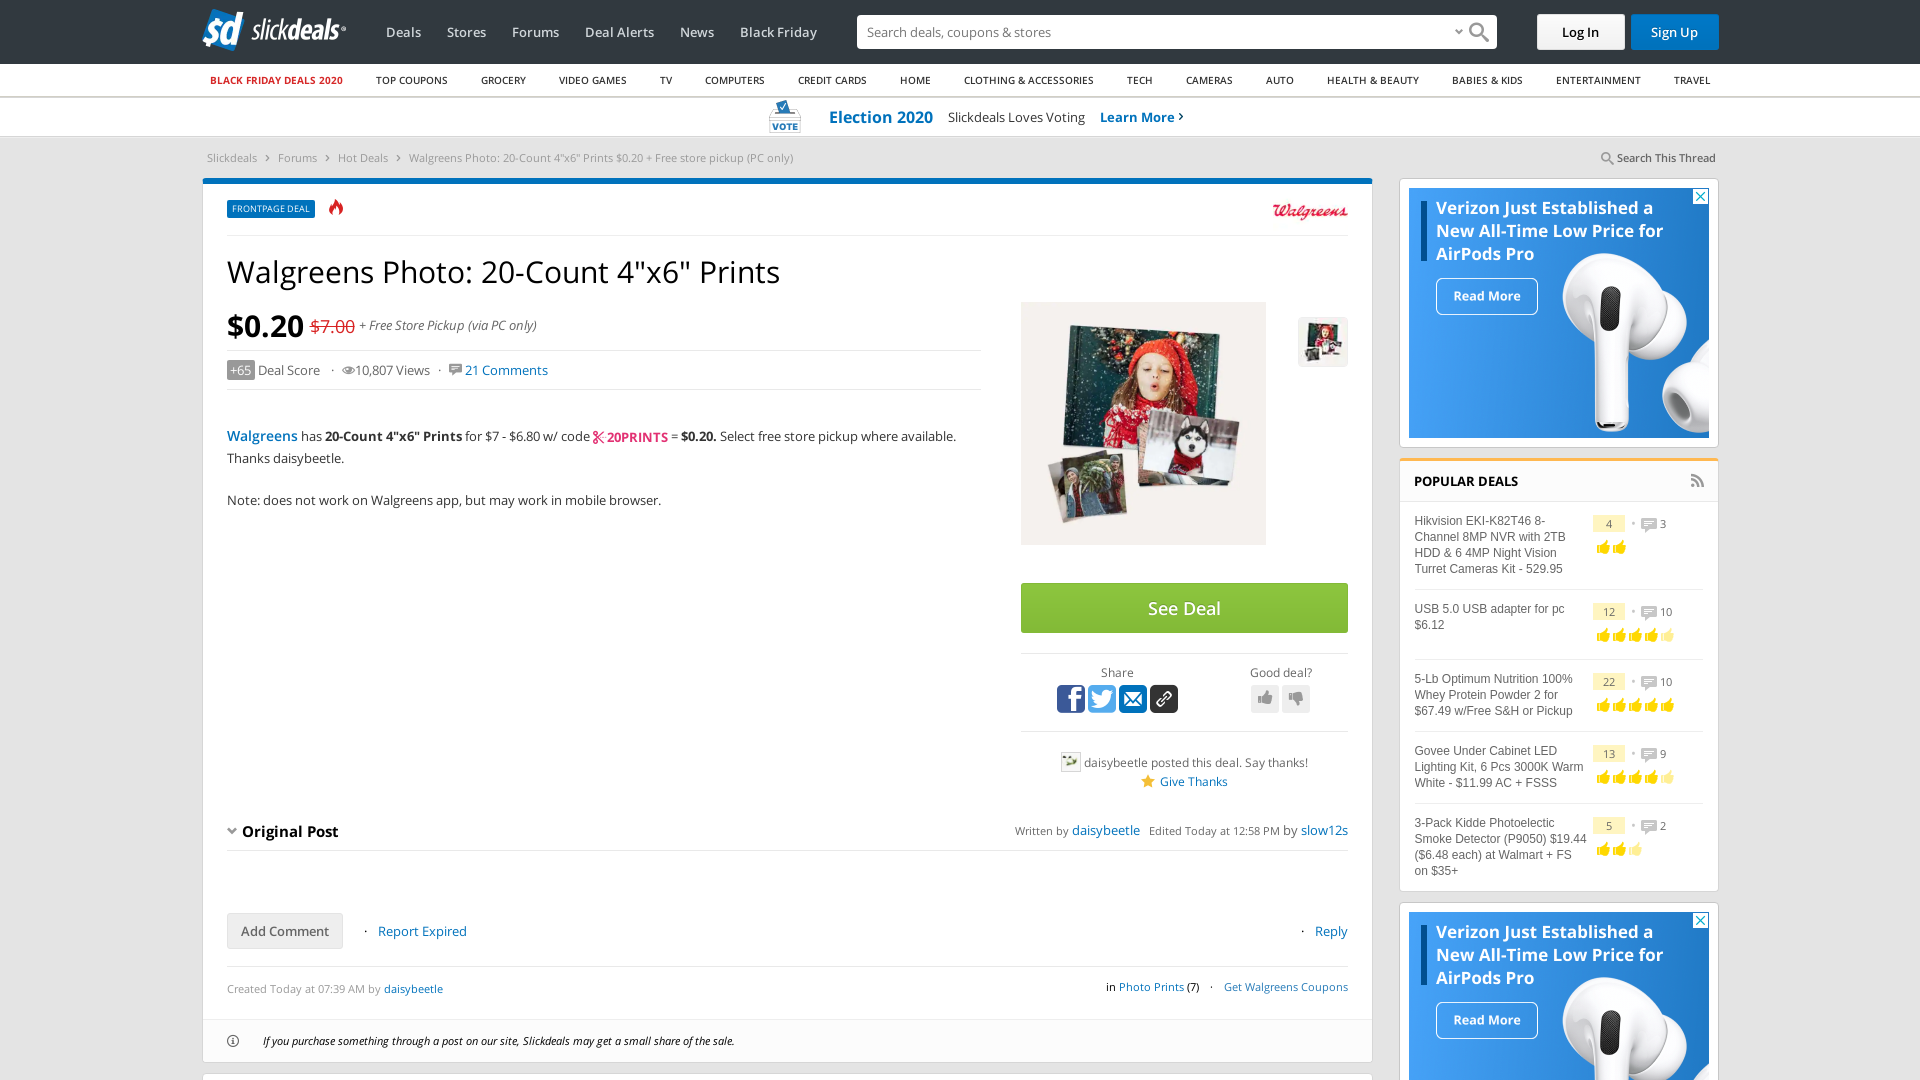 slickdeals
Deals
Stores
Forums
Deal Alerts
News
Black Friday
Search deals, coupons & stores
Log In
Sign Up
BLACK FRIDAY DEALS 2020
TOP COUPONS
GROCERY
VIDEO GAMES
TV
COMPUTERS
CREDIT CARDS
HOME
CLOTHING & ACCESSORIES
TECH
CAMERAS
AUTO
HEALTH & BEAUTY
BABIES & KIDS
ENTERTAINMENT
TRAVEL
VOTE
Election 2020 Slickdeals Loves Voting Learn More
Slickdeals > Forums > Hot Deals > Walgreens Photo: 20-Count 4"x6" Prints $0.20 + Free store pickup (PC only)
Search This Thread
FRONTPAGE DEAL
Walgreens
Walgreens Photo: 20-Count 4"x6" Prints
$0.20 $7.00 + Free Store Pickup (via PC only)
+65 Deal Score · 10,807 Views · 21 Comments
Walgreens has 20-Count 4"x6" Prints for $7 - $6.80 w/ code 20PRINTS = $0.20. Select free store pickup where available.
Thanks daisybeetle.
Note: does not work on Walgreens app, but may work in mobile browser.
See Deal
Share
Good deal?
daisybeetle posted this deal. Say thanks!
Give Thanks
Original Post
Written by daisybeetle Edited Today at 12:58 PM by slow12s
Add Comment · Report Expired
· Reply
Created Today at 07:39 AM by daisybeetle
in Photo Prints (7) · Get Walgreens Coupons
If you purchase something through a post on our site, Slickdeals may get a small share of the sale.
Verizon Just Established a
New All-Time Low Price for
AirPods Pro
Read More
POPULAR DEALS
Hikvision EKI-K82T46 8-
Channel 8MP NVR with 2TB
HDD & 6 4MP Night Vision
Turret Cameras Kit - 529.95
4 · 3
USB 5.0 USB adapter for pc
$6.12
12 · 10
5-Lb Optimum Nutrition 100%
Whey Protein Powder 2 for
$67.49 w/Free S&H or Pickup
22 · 10
Govee Under Cabinet LED
Lighting Kit, 6 Pcs 3000K Warm
White - $11.99 AC + FSSS
13 · 9
3-Pack Kidde Photoelectic
Smoke Detector (P9050) $19.44
($6.48 each) at Walmart + FS
on $35+
5 · 2
Verizon Just Established a
New All-Time Low Price for
AirPods Pro
Read More